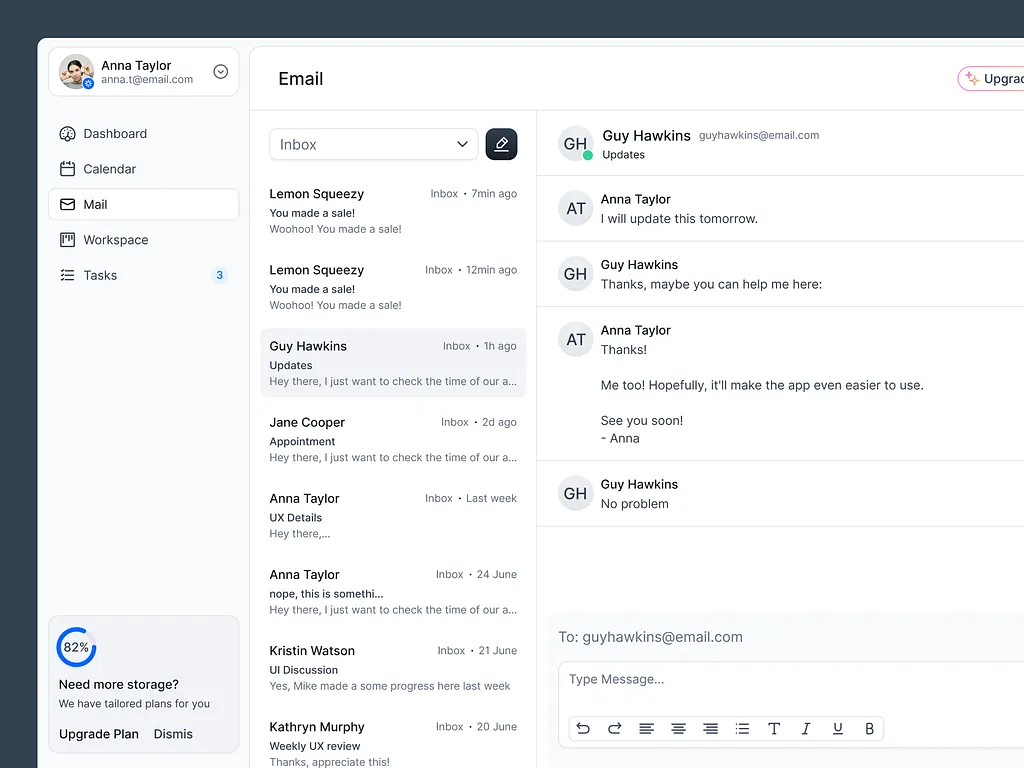 Anna Taylor
anna.t@email.com
Dashboard
Calendar
Mail
Workspace
Tasks 3
82%
Need more storage?
We have tailored plans for you
Upgrade Plan Dismis
Email
Inbox
Lemon Squeezy Inbox • 7min ago
You made a sale!
Woohoo! You made a sale!
Lemon Squeezy Inbox • 12min ago
You made a sale!
Woohoo! You made a sale!
Guy Hawkins Inbox • 1h ago
Updates
Hey there, I just want to check the time of our a...
Jane Cooper Inbox • 2d ago
Appointment
Hey there, I just want to check the time of our a...
Anna Taylor Inbox • Last week
UX Details
Hey there,...
Anna Taylor Inbox • 24 June
nope, this is somethi...
Hey there, I just want to check the time of our a...
Kristin Watson Inbox • 21 June
UI Discussion
Yes, Mike made a some progress here last week
Kathryn Murphy Inbox • 20 June
Weekly UX review
Thanks, appreciate this!
Upgrad
GH
Guy Hawkins guyhawkins@email.com
Updates
AT
Anna Taylor
I will update this tomorrow.
GH
Guy Hawkins
Thanks, maybe you can help me here:
AT
Anna Taylor
Thanks!
Me too! Hopefully, it'll make the app even easier to use.
See you soon!
- Anna
GH
Guy Hawkins
No problem
To: guyhawkins@email.com
Type Message...
T I U B